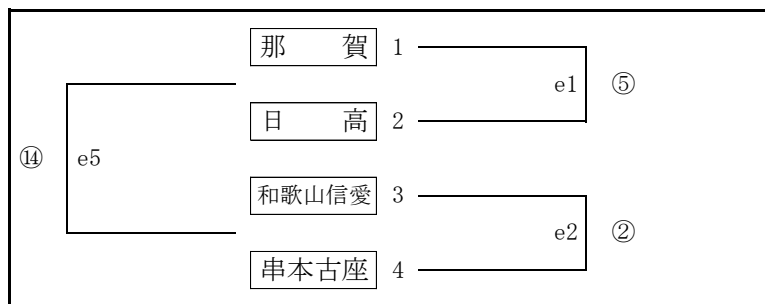 那 賀 1
e1 ⑤
日 高 2
⑭ e5
和歌山信愛 3
e2 ②
串本古座 4